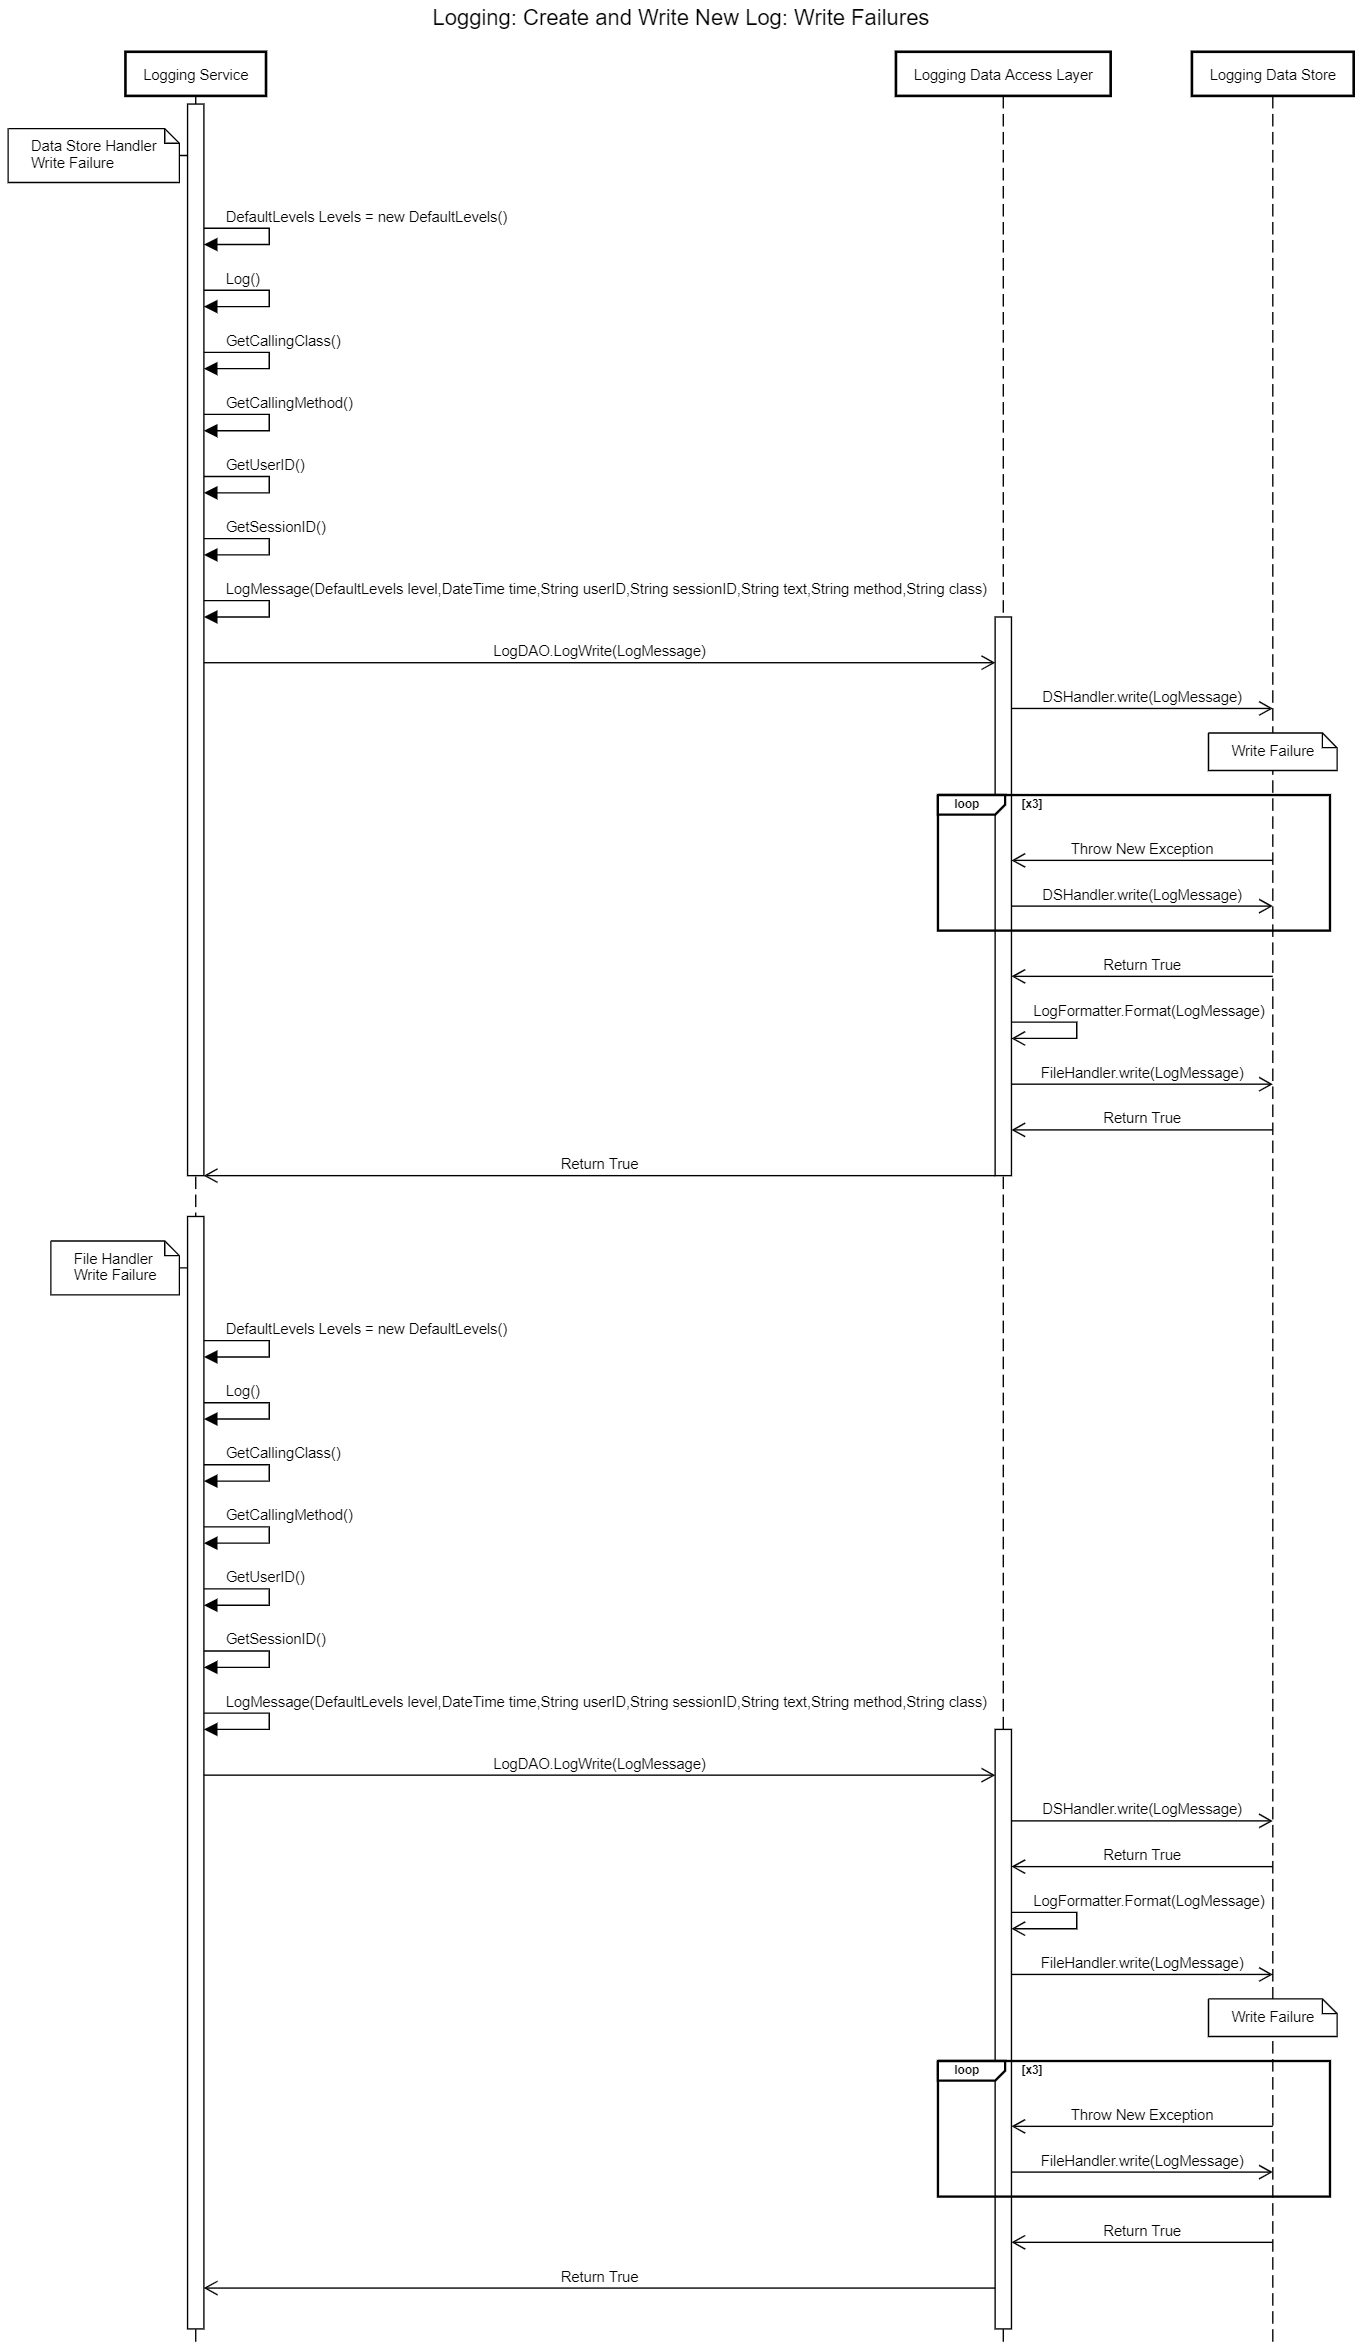 Logging: Create and Write New Log: Write Failures
Logging Service
Logging Data Access Layer
Logging Data Store
Data Store Handler
Write Failure
DefaultLevels Levels = new DefaultLevels()
Log()
GetCallingClass()
GetCallingMethod()
GetUserID()
GetSessionID()
LogMessage(DefaultLevels level,DateTime time,String userID,String sessionID,String text,String method,String class)
LogDAO.LogWrite(LogMessage)
DSHandler.write(LogMessage)
Write Failure
loop
[x3]
Throw New Exception
DSHandler.write(LogMessage)
Return True
LogFormatter.Format(LogMessage)
FileHandler.write(LogMessage)
Return True
Return True
File Handler
Write Failure
DefaultLevels Levels = new DefaultLevels()
Log()
GetCallingClass()
GetCallingMethod()
GetUserID()
GetSessionID()
LogMessage(DefaultLevels level,DateTime time,String userID,String sessionID,String text,String method,String class)
LogDAO.LogWrite(LogMessage)
DSHandler.write(LogMessage)
Return True
LogFormatter.Format(LogMessage)
FileHandler.write(LogMessage)
Write Failure
loop
[x3]
Throw New Exception
FileHandler.write(LogMessage)
Return True
Return True